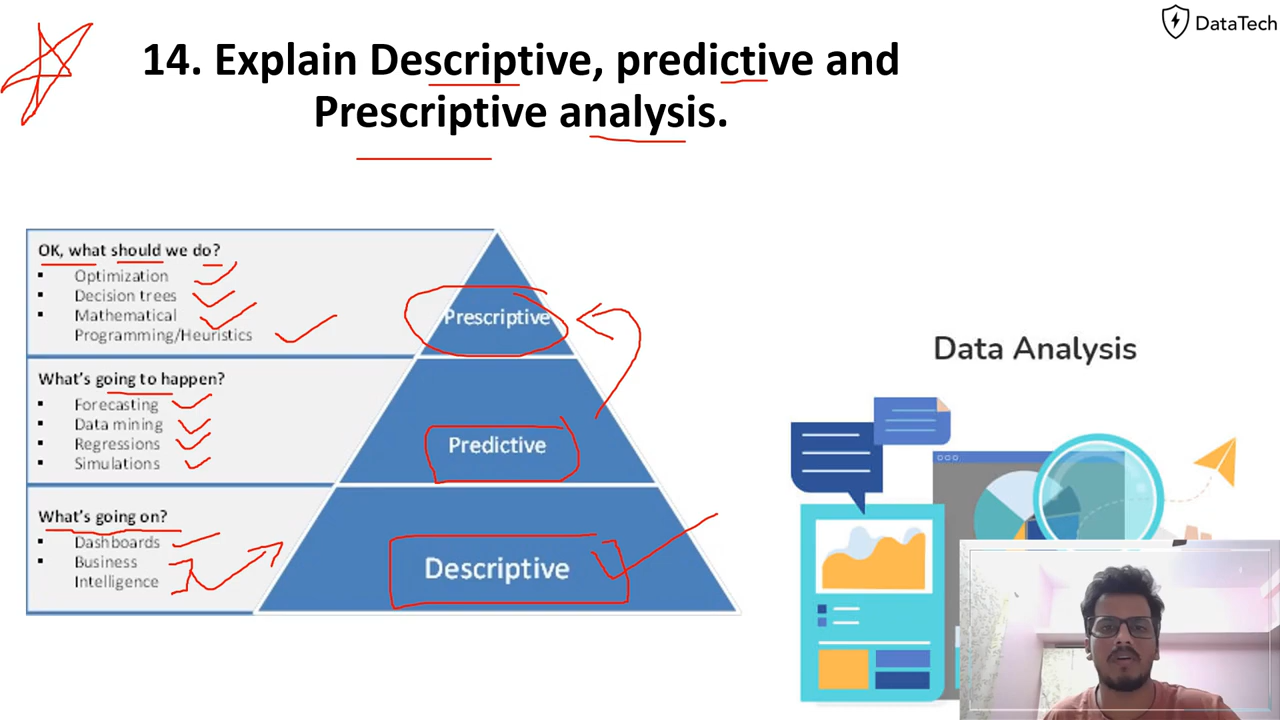 DataTech
14. Explain Descriptive, predictive and
Prescriptive analysis.
OK, what should we do?
▪ Optimization
▪ Decision trees
▪ Mathematical
Programming/Heuristics
Prescriptive
What's going to happen?
▪ Forecasting
▪ Data mining
▪ Regressions
▪ Simulations
Predictive
What's going on?
▪ Dashboards
▪ Business
Intelligence
Descriptive
Data Analysis